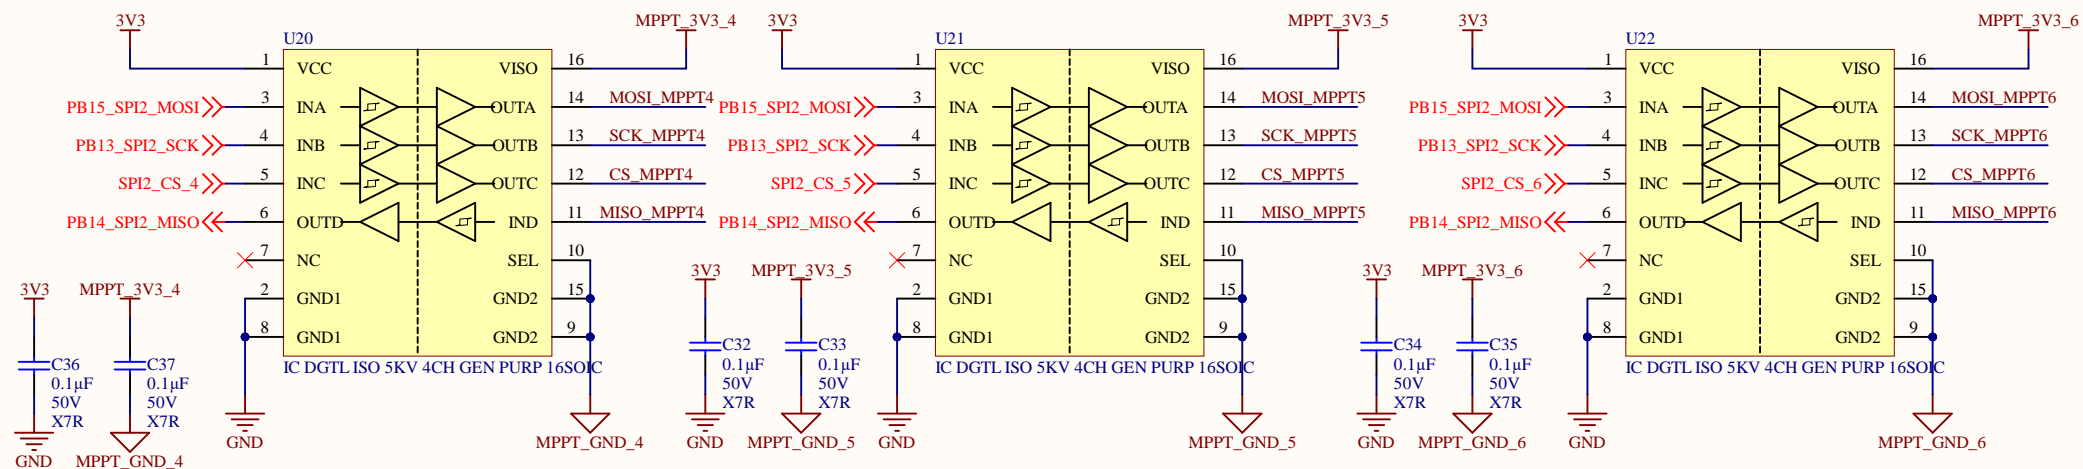 3V3
MPPT_3V3_4
U20
1 VCC VISO 16
PB15_SPI2_MOSI 3 INA OUTA 14 MOSI_MPPT4
PB13_SPI2_SCK 4 INB OUTB 13 SCK_MPPT4
SPI2_CS_4 5 INC OUTC 12 CS_MPPT4
PB14_SPI2_MISO 6 OUTD IND 11 MISO_MPPT4
7 NC SEL 10
2 GND1 GND2 15
8 GND1 GND2 9
IC DGTL ISO 5KV 4CH GEN PURP 16SOIC
GND
MPPT_GND_4
3V3
C36
0.1µF
50V
X7R
GND
MPPT_3V3_4
C37
0.1µF
50V
X7R
MPPT_GND_4
3V3
MPPT_3V3_5
U21
1 VCC VISO 16
PB15_SPI2_MOSI 3 INA OUTA 14 MOSI_MPPT5
PB13_SPI2_SCK 4 INB OUTB 13 SCK_MPPT5
SPI2_CS_5 5 INC OUTC 12 CS_MPPT5
PB14_SPI2_MISO 6 OUTD IND 11 MISO_MPPT5
7 NC SEL 10
2 GND1 GND2 15
8 GND1 GND2 9
IC DGTL ISO 5KV 4CH GEN PURP 16SOIC
GND
MPPT_GND_5
3V3
C32
0.1µF
50V
X7R
GND
MPPT_3V3_5
C33
0.1µF
50V
X7R
MPPT_GND_5
3V3
MPPT_3V3_6
U22
1 VCC VISO 16
PB15_SPI2_MOSI 3 INA OUTA 14 MOSI_MPPT6
PB13_SPI2_SCK 4 INB OUTB 13 SCK_MPPT6
SPI2_CS_6 5 INC OUTC 12 CS_MPPT6
PB14_SPI2_MISO 6 OUTD IND 11 MISO_MPPT6
7 NC SEL 10
2 GND1 GND2 15
8 GND1 GND2 9
IC DGTL ISO 5KV 4CH GEN PURP 16SOIC
GND
MPPT_GND_6
3V3
C34
0.1µF
50V
X7R
GND
MPPT_3V3_6
C35
0.1µF
50V
X7R
MPPT_GND_6